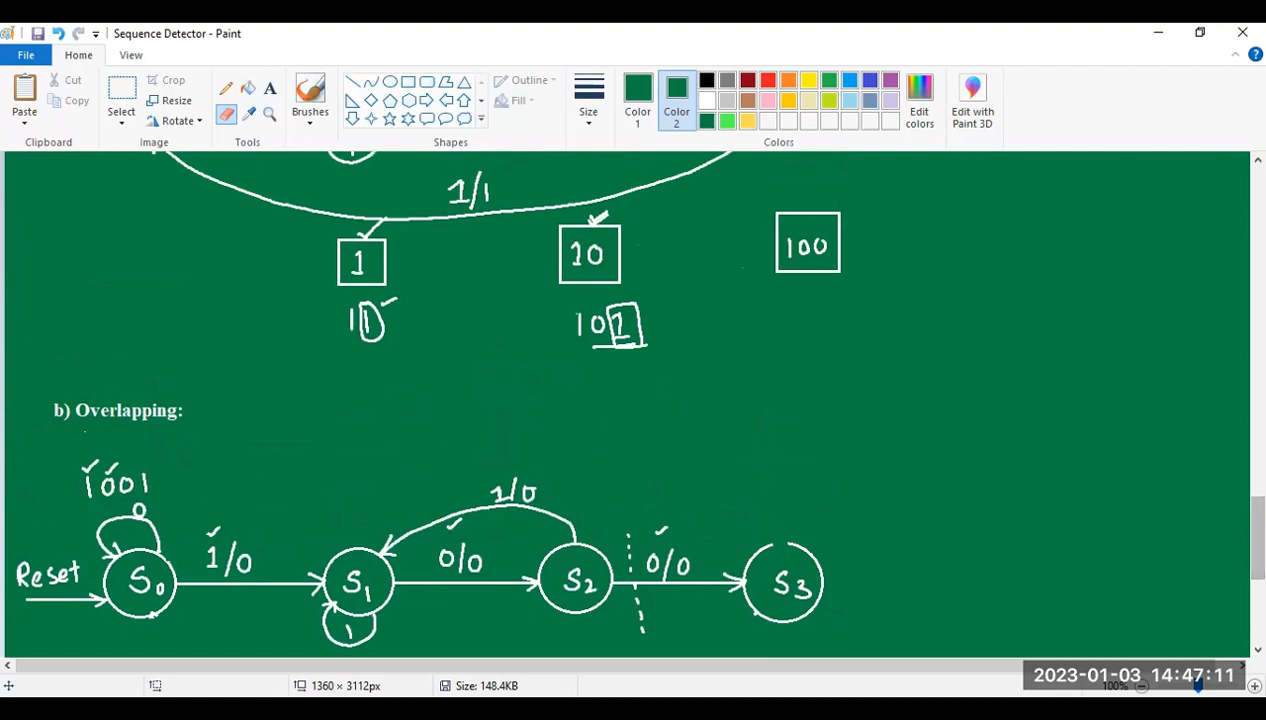 Sequence Detector - Paint
File Home View
Paste Cut Copy Select Crop Resize Rotate Brushes Outline Fill Size Color 1 Color 2 Edit colors Edit with Paint 3D
Clipboard Image Tools Shapes Colors
1/1
1 10 100
11 101
b) Overlapping:
1001
0 1/0
1/0 0/0 0/0
Reset S0 S1 S2 S3
1
1360 × 3112px Size: 148.4KB 100%
2023-01-03 14:47:11